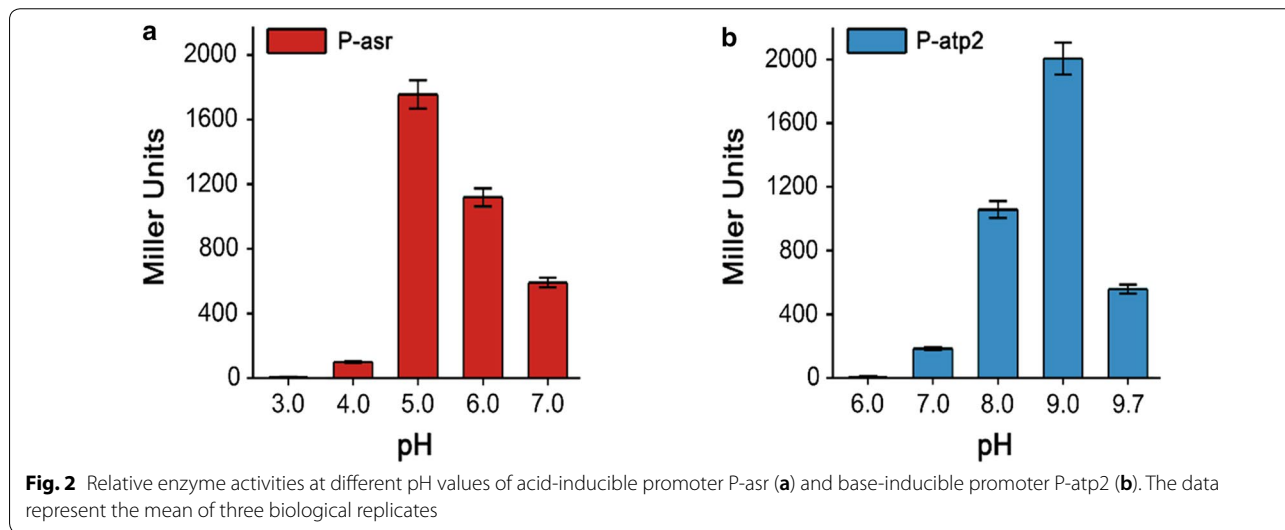 a
P-asr
2000
1600
1200
800
400
0
Miller Units
3.0 4.0 5.0 6.0 7.0
pH
b
P-atp2
2000
1600
1200
800
400
0
Miller Units
6.0 7.0 8.0 9.0 9.7
pH
Fig. 2 Relative enzyme activities at different pH values of acid-inducible promoter P-asr (a) and base-inducible promoter P-atp2 (b). The data
represent the mean of three biological replicates